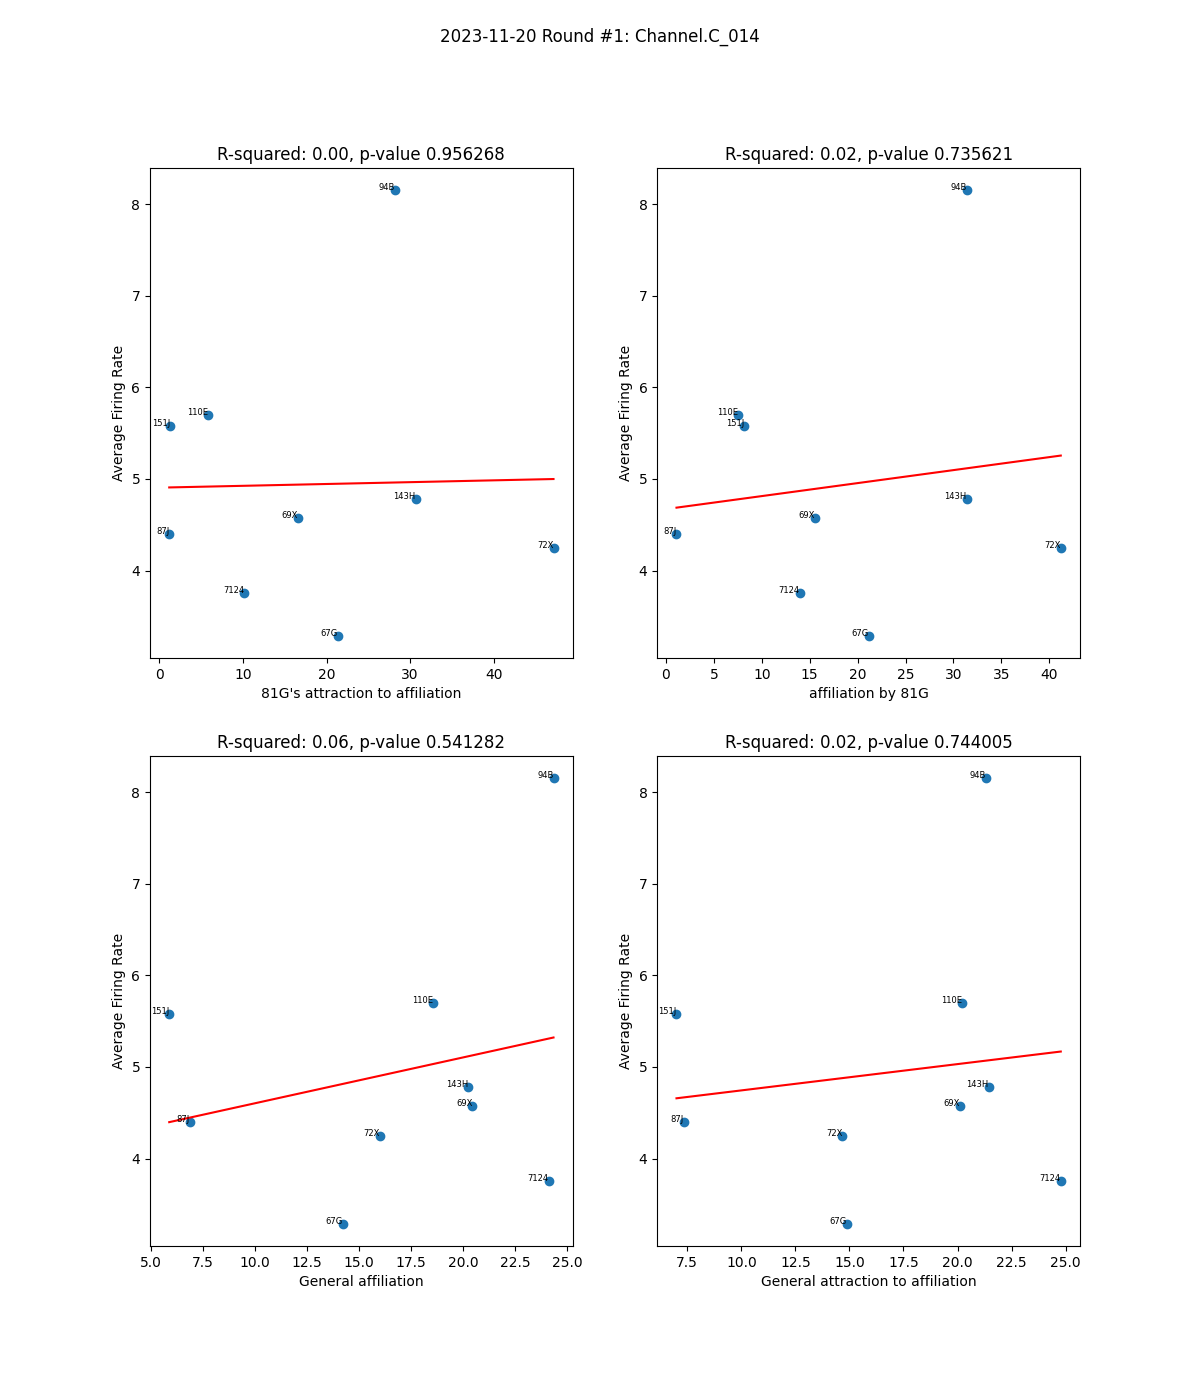 2023-11-20 Round #1: Channel.C_014
R-squared: 0.00, p-value 0.956268
Average Firing Rate
8
7
6
5
4
94B
151J
110E
143H
69X
87J
72X
7124
67G
0 10 20 30 40
81G's attraction to affiliation
R-squared: 0.02, p-value 0.735621
Average Firing Rate
8
7
6
5
4
94B
110E
151J
143H
69X
87J
72X
7124
67G
0 5 10 15 20 25 30 35 40
affiliation by 81G
R-squared: 0.06, p-value 0.541282
Average Firing Rate
8
7
6
5
4
94B
110E
151J
143H
69X
87J
72X
7124
67G
5.0 7.5 10.0 12.5 15.0 17.5 20.0 22.5 25.0
General affiliation
R-squared: 0.02, p-value 0.744005
Average Firing Rate
8
7
6
5
4
94B
110E
151J
143H
69X
87J
72X
7124
67G
7.5 10.0 12.5 15.0 17.5 20.0 22.5 25.0
General attraction to affiliation